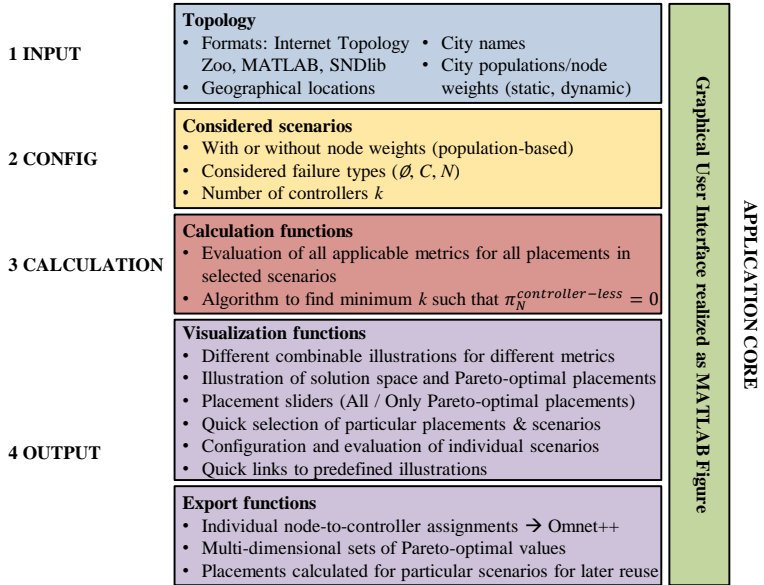 Topology
• Formats: Internet Topology
Zoo, MATLAB, SNDlib
• Geographical locations
• City names
• City populations/node
weights (static, dynamic)
1 INPUT
Considered scenarios
• With or without node weights (population-based)
• Considered failure types (Ø, C, N)
• Number of controllers k
2 CONFIG
Calculation functions
• Evaluation of all applicable metrics for all placements in
selected scenarios
• Algorithm to find minimum k such that π_N^{controller-less} = 0
3 CALCULATION
Visualization functions
• Different combinable illustrations for different metrics
• Illustration of solution space and Pareto-optimal placements
• Placement sliders (All / Only Pareto-optimal placements)
• Quick selection of particular placements & scenarios
• Configuration and evaluation of individual scenarios
• Quick links to predefined illustrations
4 OUTPUT
Export functions
• Individual node-to-controller assignments → Omnet++
• Multi-dimensional sets of Pareto-optimal values
• Placements calculated for particular scenarios for later reuse
Graphical User Interface realized as MATLAB Figure
APPLICATION CORE